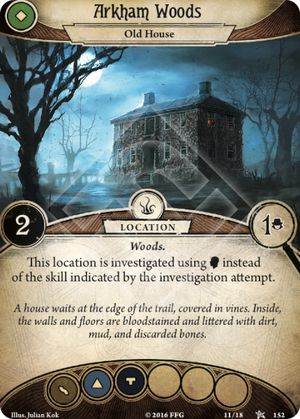 Arkham Woods
Old House
2
LOCATION
1
Woods.
This location is investigated using instead
of the skill indicated by the investigation attempt.
A house waits at the edge of the trail, covered in vines. Inside,
the walls and floors are bloodstained and littered with dirt,
mud, and discarded bones.
Illus. Julian Kok
© 2016 FFG
11/18
152